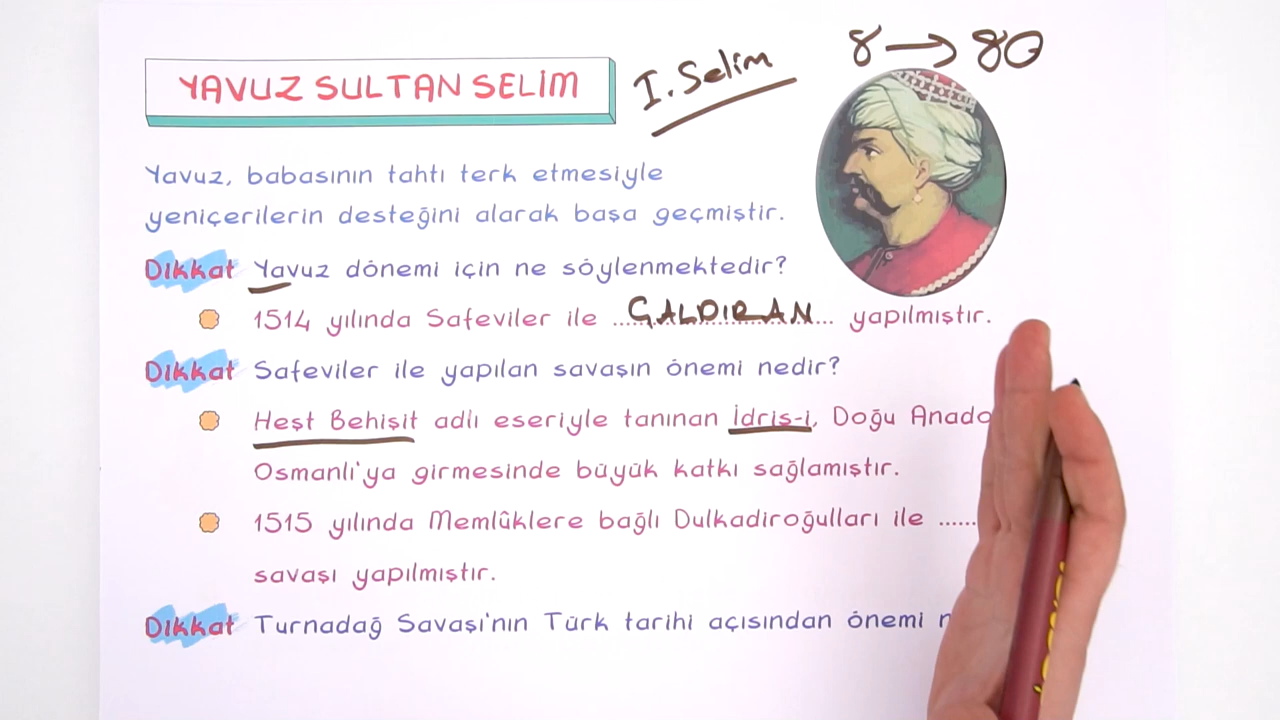 YAVUZ SULTAN SELİM
I. Selim
8 → 80
Yavuz, babasının tahtı terk etmesiyle
yeniçerilerin desteğini alarak başa geçmiştir.
Dikkat Yavuz dönemi için ne söylenmektedir?
1514 yılında Safeviler ile ÇALDIRAN yapılmıştır.
Dikkat Safeviler ile yapılan savaşın önemi nedir?
Heşt Behişit adlı eseriyle tanınan İdris-i, Doğu
Osmanlı'ya girmesinde büyük katkı sağlamıştır.
1515 yılında Memlûklere bağlı Dulkadiroğulları ile ......
savaşı yapılmıştır.
Dikkat Turnadağ Savaşı'nın Türk tarihi açısından önemi